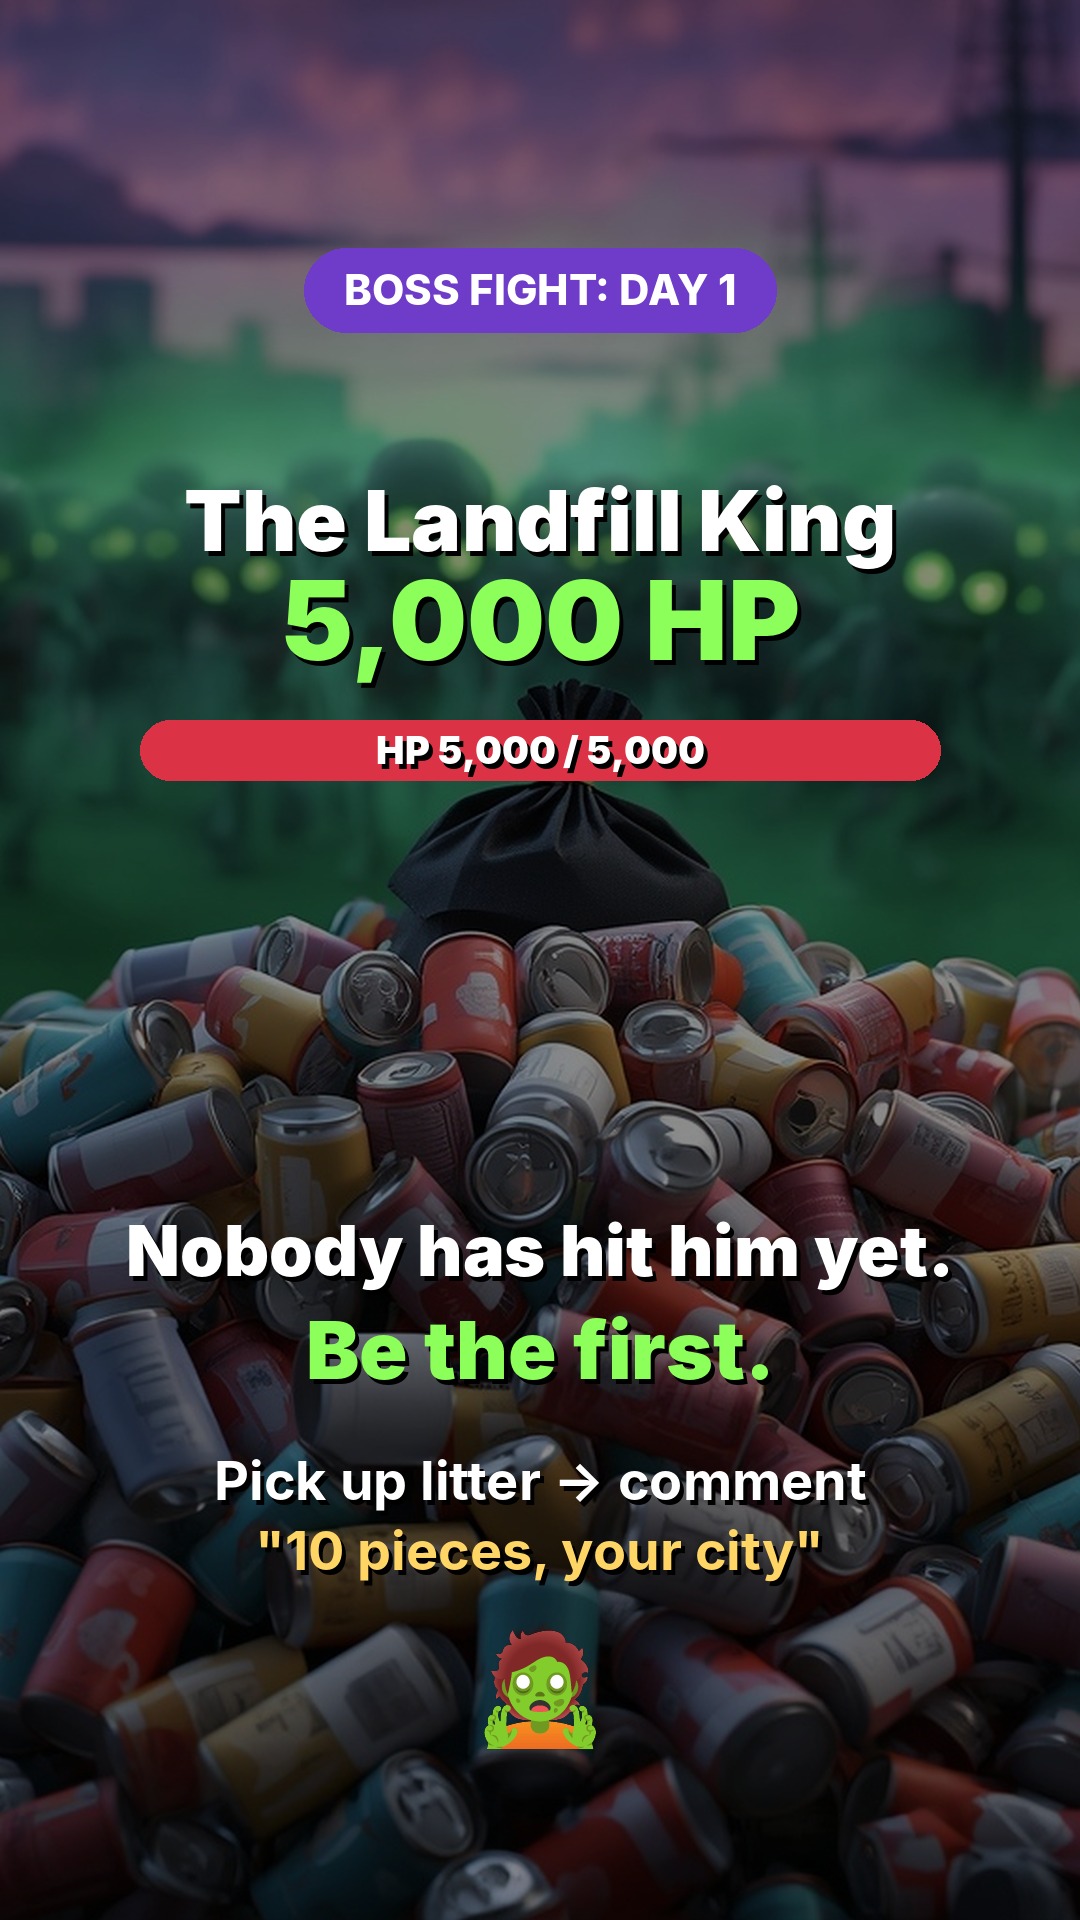 BOSS FIGHT: DAY 1
The Landfill King
5,000 HP
HP 5,000 / 5,000
Nobody has hit him yet.
Be the first.
Pick up litter → comment
"10 pieces, your city"